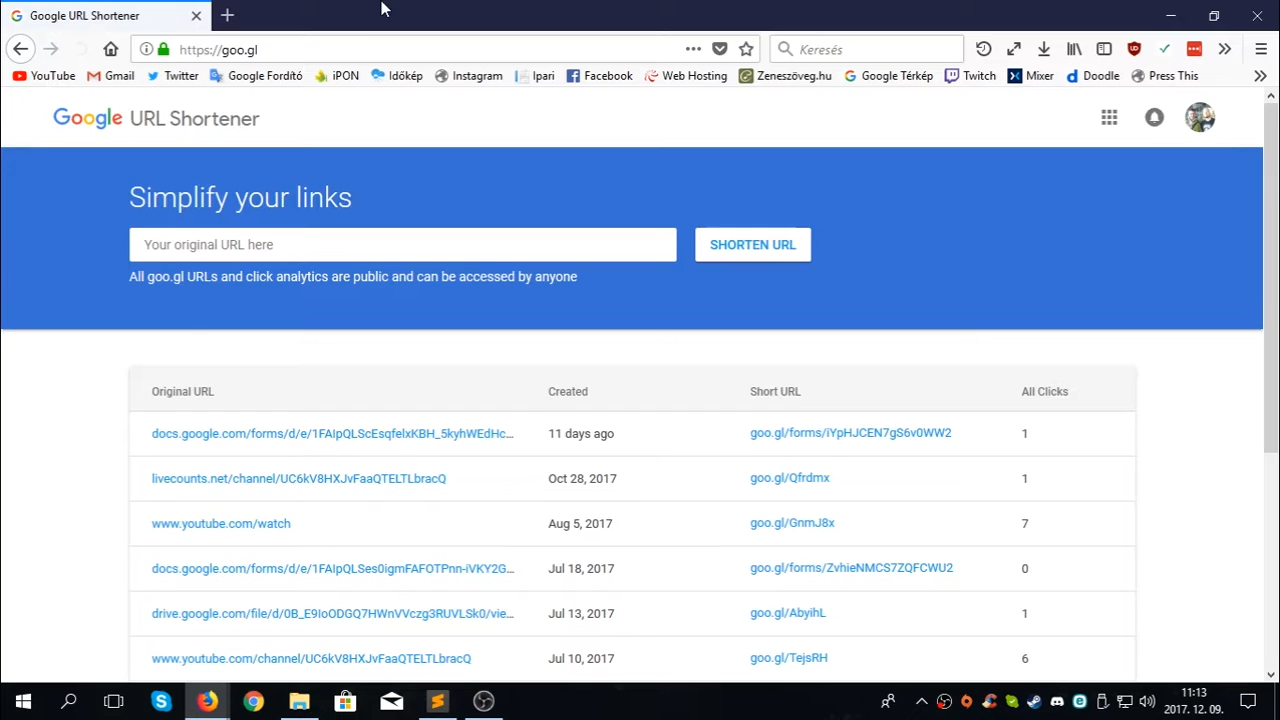 Google URL Shortener
https://goo.gl
Keresés
YouTube Gmail Twitter Google Fordító iPON Időkép Instagram Ipari Facebook Web Hosting Zeneszöveg.hu Google Térkép Twitch Mixer Doodle Press This
Google URL Shortener
Simplify your links
Your original URL here SHORTEN URL
All goo.gl URLs and click analytics are public and can be accessed by anyone
Original URL Created Short URL All Clicks
docs.google.com/forms/d/e/1FAIpQLScEsqfelxKBH_5kyhWEdHc... 11 days ago goo.gl/forms/iYpHJCEN7gS6v0WW2 1
livecounts.net/channel/UC6kV8HXJvFaaQTELTLbracQ Oct 28, 2017 goo.gl/Qfrdmx 1
www.youtube.com/watch Aug 5, 2017 goo.gl/GnmJ8x 7
docs.google.com/forms/d/e/1FAIpQLSes0igmFAFOTPnn-iVKY2G... Jul 18, 2017 goo.gl/forms/ZvhieNMCS7ZQFCWU2 0
drive.google.com/file/d/0B_E9IoODGQ7HWnVVczg3RUVLSk0/vie... Jul 13, 2017 goo.gl/AbyihL 1
www.youtube.com/channel/UC6kV8HXJvFaaQTELTLbracQ Jul 10, 2017 goo.gl/TejsRH 6
11:13
2017. 12. 09.